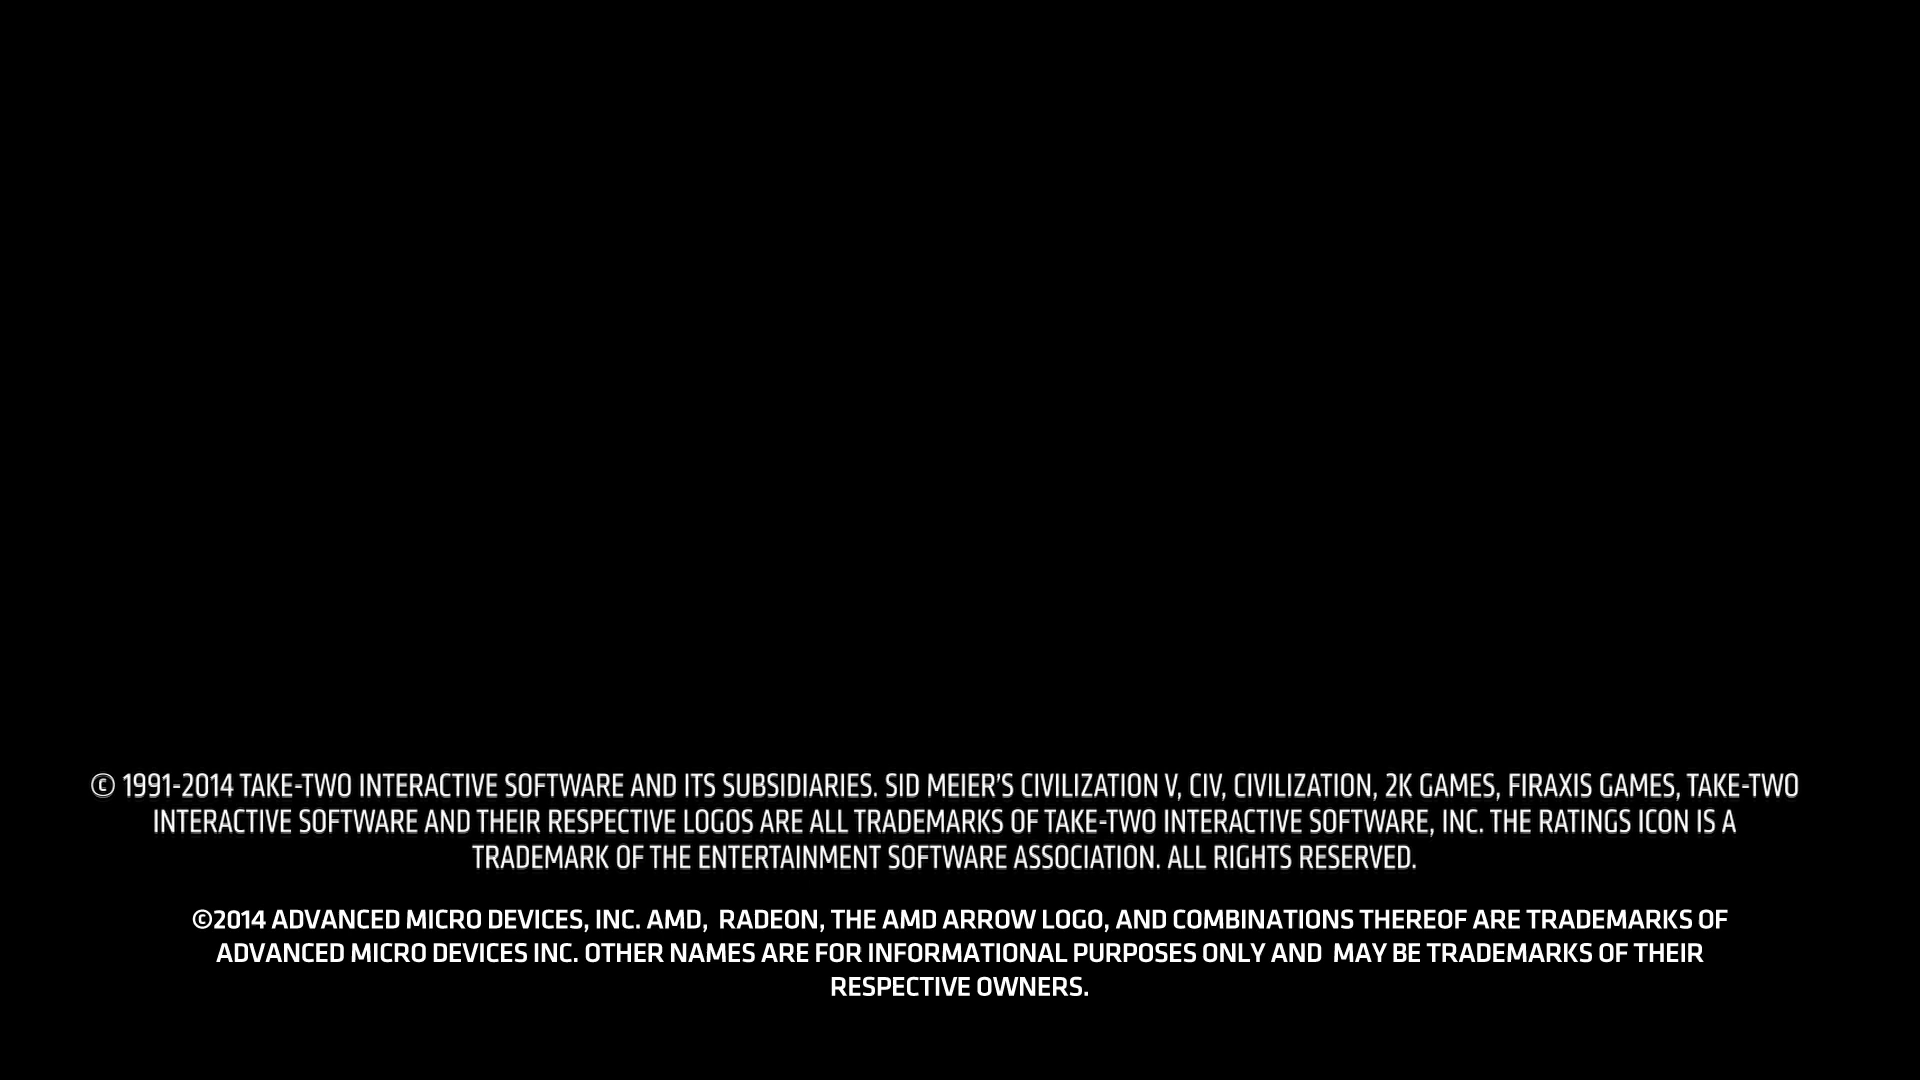 © 1991-2014 TAKE-TWO INTERACTIVE SOFTWARE AND ITS SUBSIDIARIES. SID MEIER'S CIVILIZATION V, CIV, CIVILIZATION, 2K GAMES, FIRAXIS GAMES, TAKE-TWO
INTERACTIVE SOFTWARE AND THEIR RESPECTIVE LOGOS ARE ALL TRADEMARKS OF TAKE-TWO INTERACTIVE SOFTWARE, INC. THE RATINGS ICON IS A
TRADEMARK OF THE ENTERTAINMENT SOFTWARE ASSOCIATION. ALL RIGHTS RESERVED.
©2014 ADVANCED MICRO DEVICES, INC. AMD, RADEON, THE AMD ARROW LOGO, AND COMBINATIONS THEREOF ARE TRADEMARKS OF
ADVANCED MICRO DEVICES INC. OTHER NAMES ARE FOR INFORMATIONAL PURPOSES ONLY AND MAY BE TRADEMARKS OF THEIR
RESPECTIVE OWNERS.